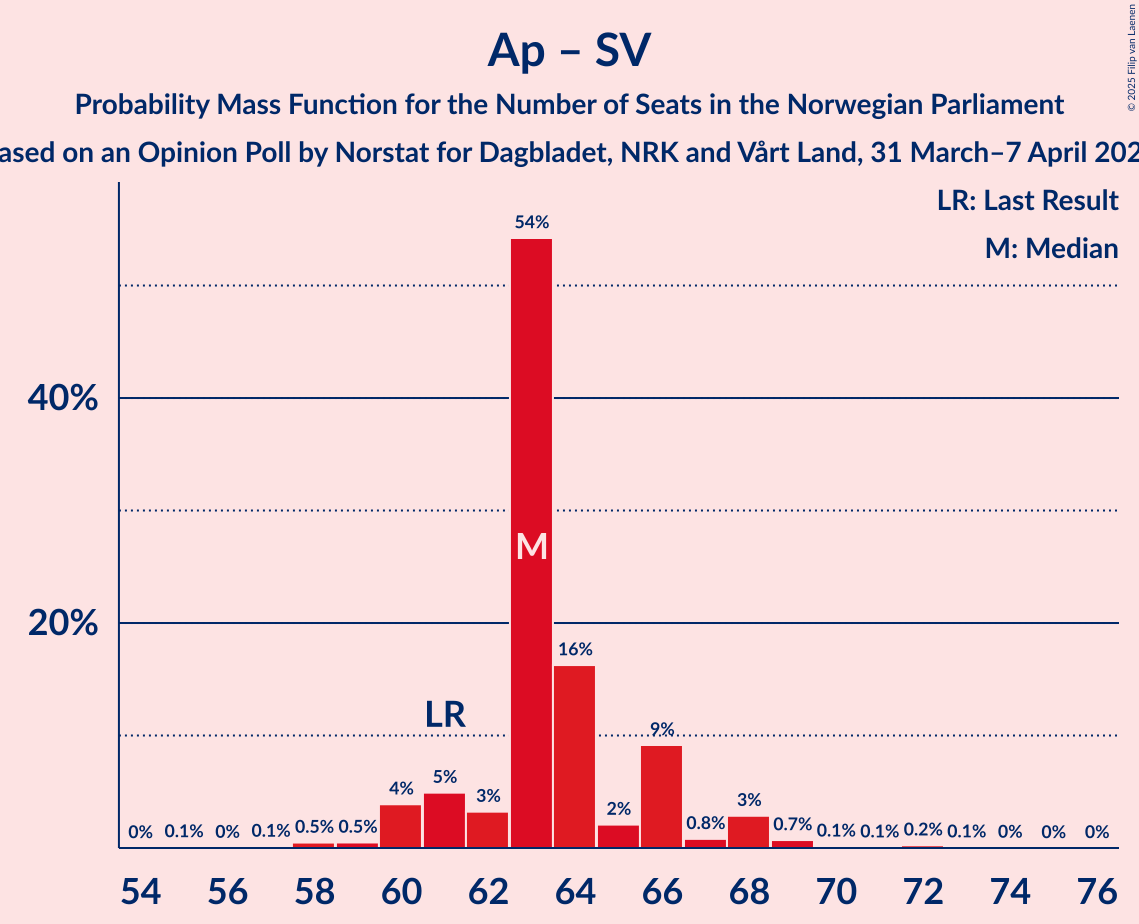 Ap – SV
Probability Mass Function for the Number of Seats in the Norwegian Parliament
ased on an Opinion Poll by Norstat for Dagbladet, NRK and Vårt Land, 31 March–7 April 202
© 2025 Filip van Laenen
LR: Last Result
M: Median
54%
40%
M
20%
16%
LR
9%
4% 5% 3% 2% 3%
0% 0.1% 0% 0.1% 0.5% 0.5% 0.8% 0.7% 0.1% 0.1% 0.2% 0.1% 0% 0% 0%
54 56 58 60 62 64 66 68 70 72 74 76